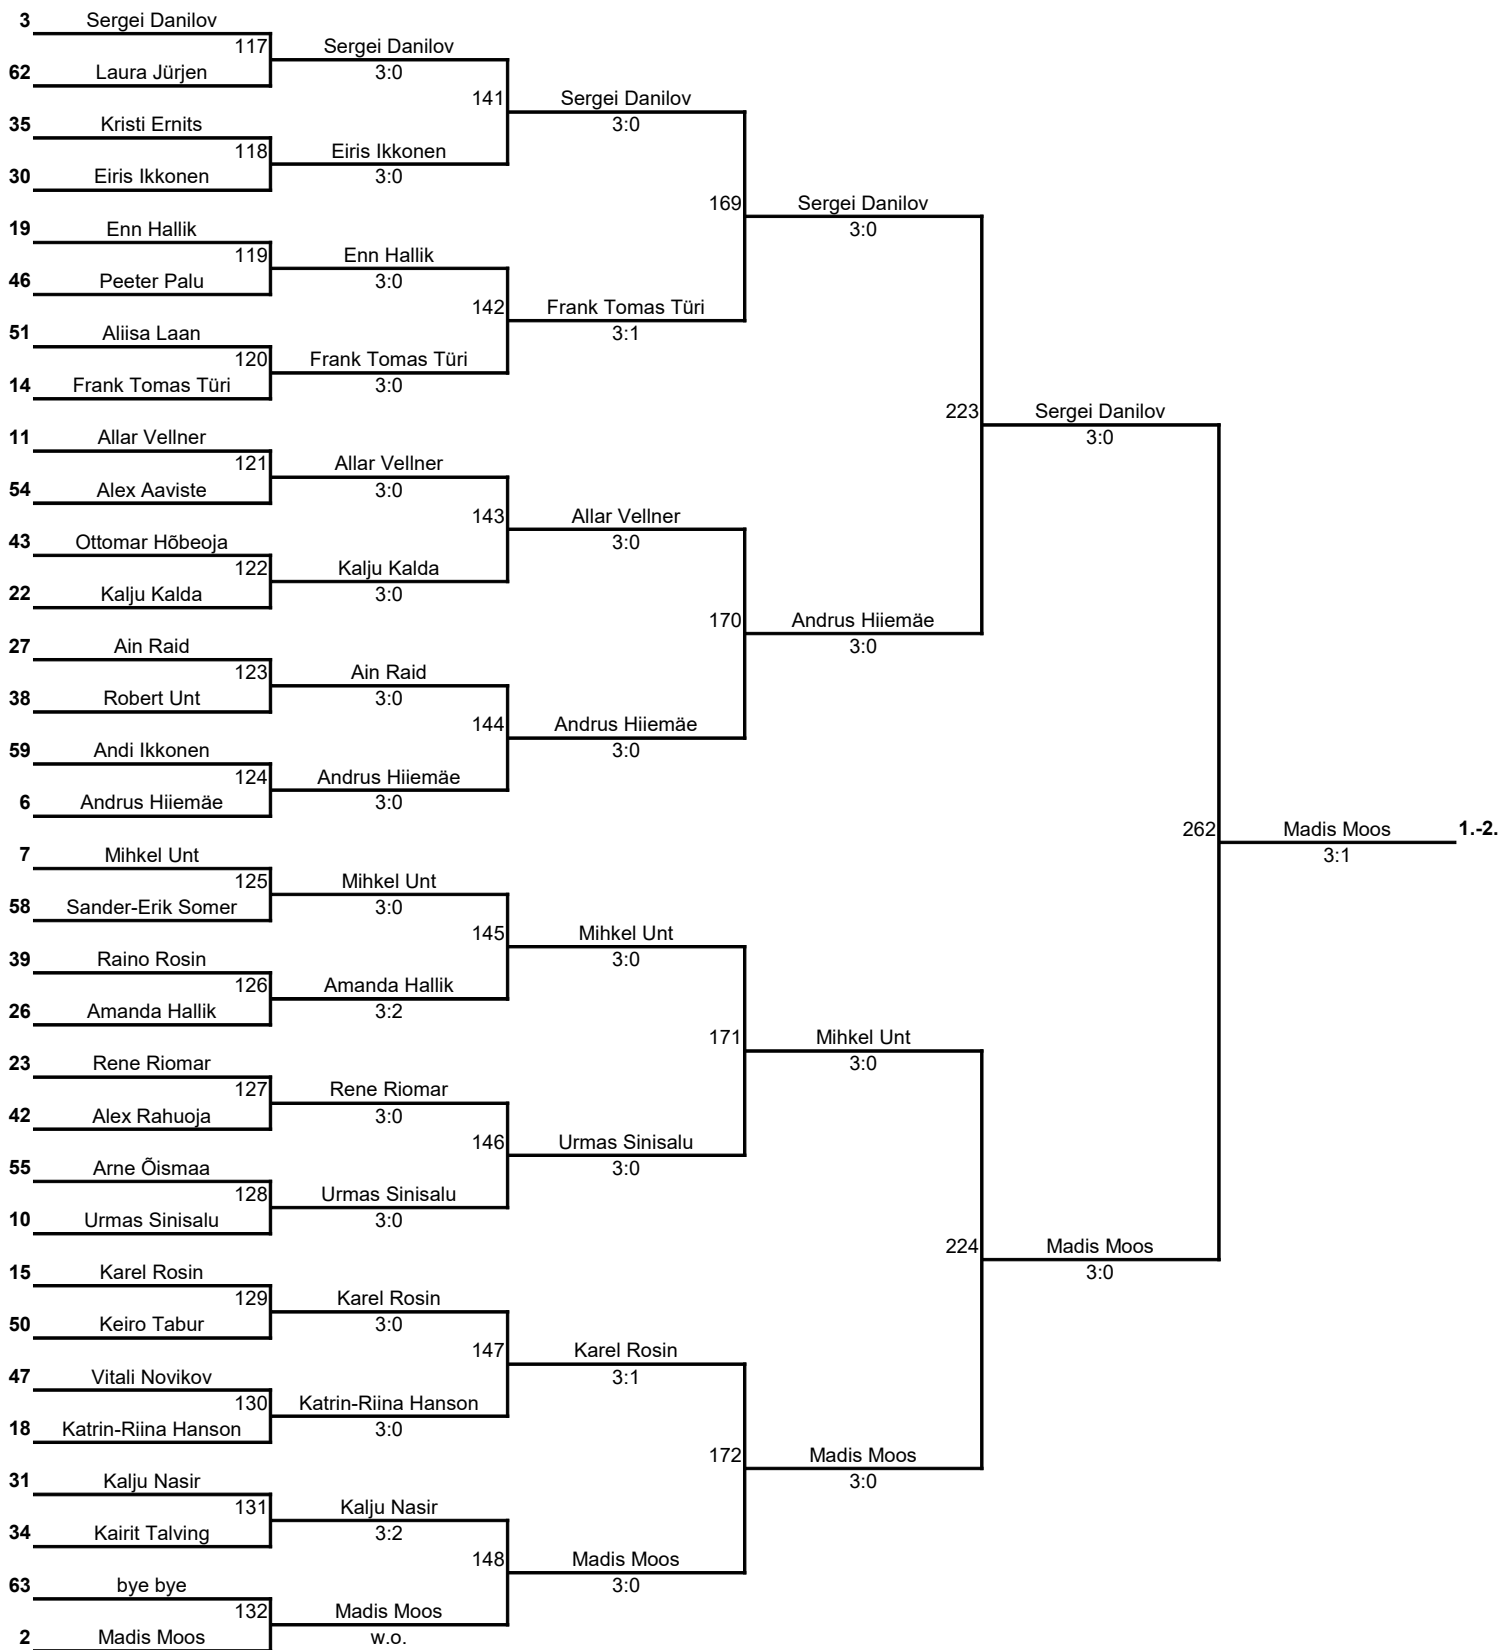 3 Sergei Danilov
117 Sergei Danilov
62 Laura Jürjen 3:0
141 Sergei Danilov
35 Kristi Ernits 3:0
118 Eiris Ikkonen
30 Eiris Ikkonen 3:0
169 Sergei Danilov
19 Enn Hallik 3:0
119 Enn Hallik
46 Peeter Palu 3:0
142 Frank Tomas Türi
51 Aliisa Laan 3:1
120 Frank Tomas Türi
14 Frank Tomas Türi 3:0
223 Sergei Danilov
11 Allar Vellner 3:0
121 Allar Vellner
54 Alex Aaviste 3:0
143 Allar Vellner
43 Ottomar Hõbeoja 3:0
122 Kalju Kalda
22 Kalju Kalda 3:0
170 Andrus Hiiemäe
27 Ain Raid 3:0
123 Ain Raid
38 Robert Unt 3:0
144 Andrus Hiiemäe
59 Andi Ikkonen 3:0
124 Andrus Hiiemäe
6 Andrus Hiiemäe 3:0
262 Madis Moos 1.-2.
7 Mihkel Unt 3:1
125 Mihkel Unt
58 Sander-Erik Somer 3:0
145 Mihkel Unt
39 Raino Rosin 3:0
126 Amanda Hallik
26 Amanda Hallik 3:2
171 Mihkel Unt
23 Rene Riomar 3:0
127 Rene Riomar
42 Alex Rahuoja 3:0
146 Urmas Sinisalu
55 Arne Õismaa 3:0
128 Urmas Sinisalu
10 Urmas Sinisalu 3:0
224 Madis Moos
15 Karel Rosin 3:0
129 Karel Rosin
50 Keiro Tabur 3:0
147 Karel Rosin
47 Vitali Novikov 3:1
130 Katrin-Riina Hanson
18 Katrin-Riina Hanson 3:0
172 Madis Moos
31 Kalju Nasir 3:0
131 Kalju Nasir
34 Kairit Talving 3:2
148 Madis Moos
63 bye bye 3:0
132 Madis Moos
2 Madis Moos w.o.